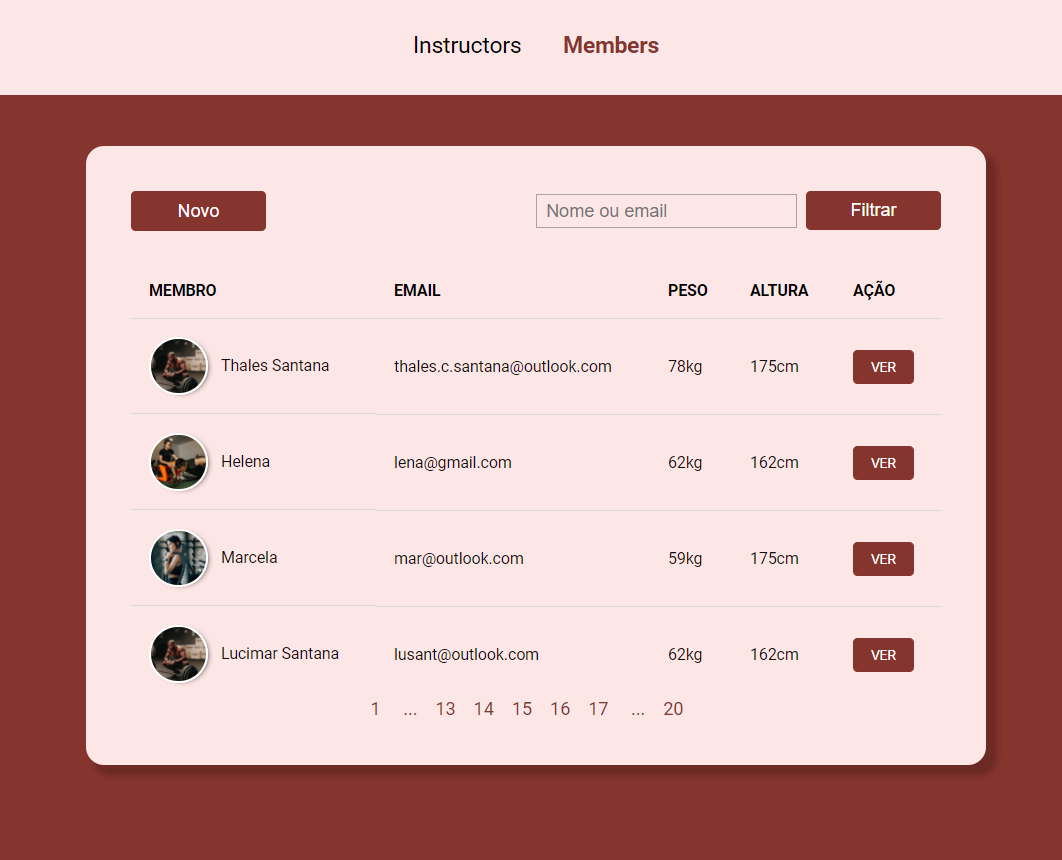 Instructors Members
Novo Nome ou email Filtrar
MEMBRO EMAIL PESO ALTURA AÇÃO
Thales Santana thales.c.santana@outlook.com 78kg 175cm VER
Helena lena@gmail.com 62kg 162cm VER
Marcela mar@outlook.com 59kg 175cm VER
Lucimar Santana lusant@outlook.com 62kg 162cm VER
1 ... 13 14 15 16 17 ... 20